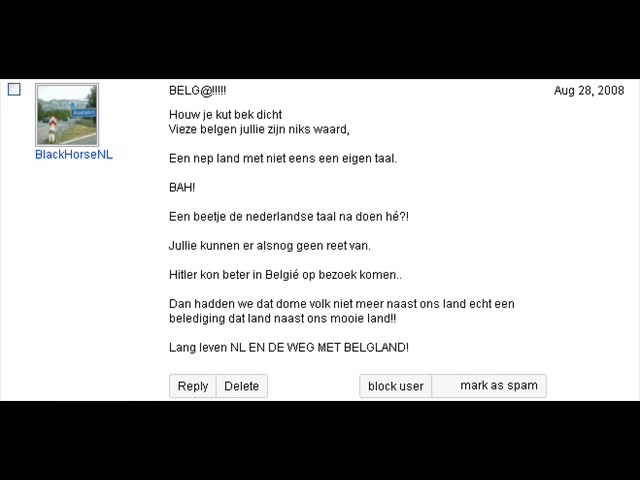 BELG@!!!!!
Aug 28, 2008
BlackHorseNL
Houw je kut bek dicht
Vieze belgen jullie zijn niks waard,
Een nep land met niet eens een eigen taal.
BAH!
Een beetje de nederlandse taal na doen hé?!
Jullie kunnen er alsnog geen reet van.
Hitler kon beter in Belgié op bezoek komen..
Dan hadden we dat dome volk niet meer naast ons land echt een
belediging dat land naast ons mooie land!!
Lang leven NL EN DE WEG MET BELGLAND!
Reply Delete block user mark as spam